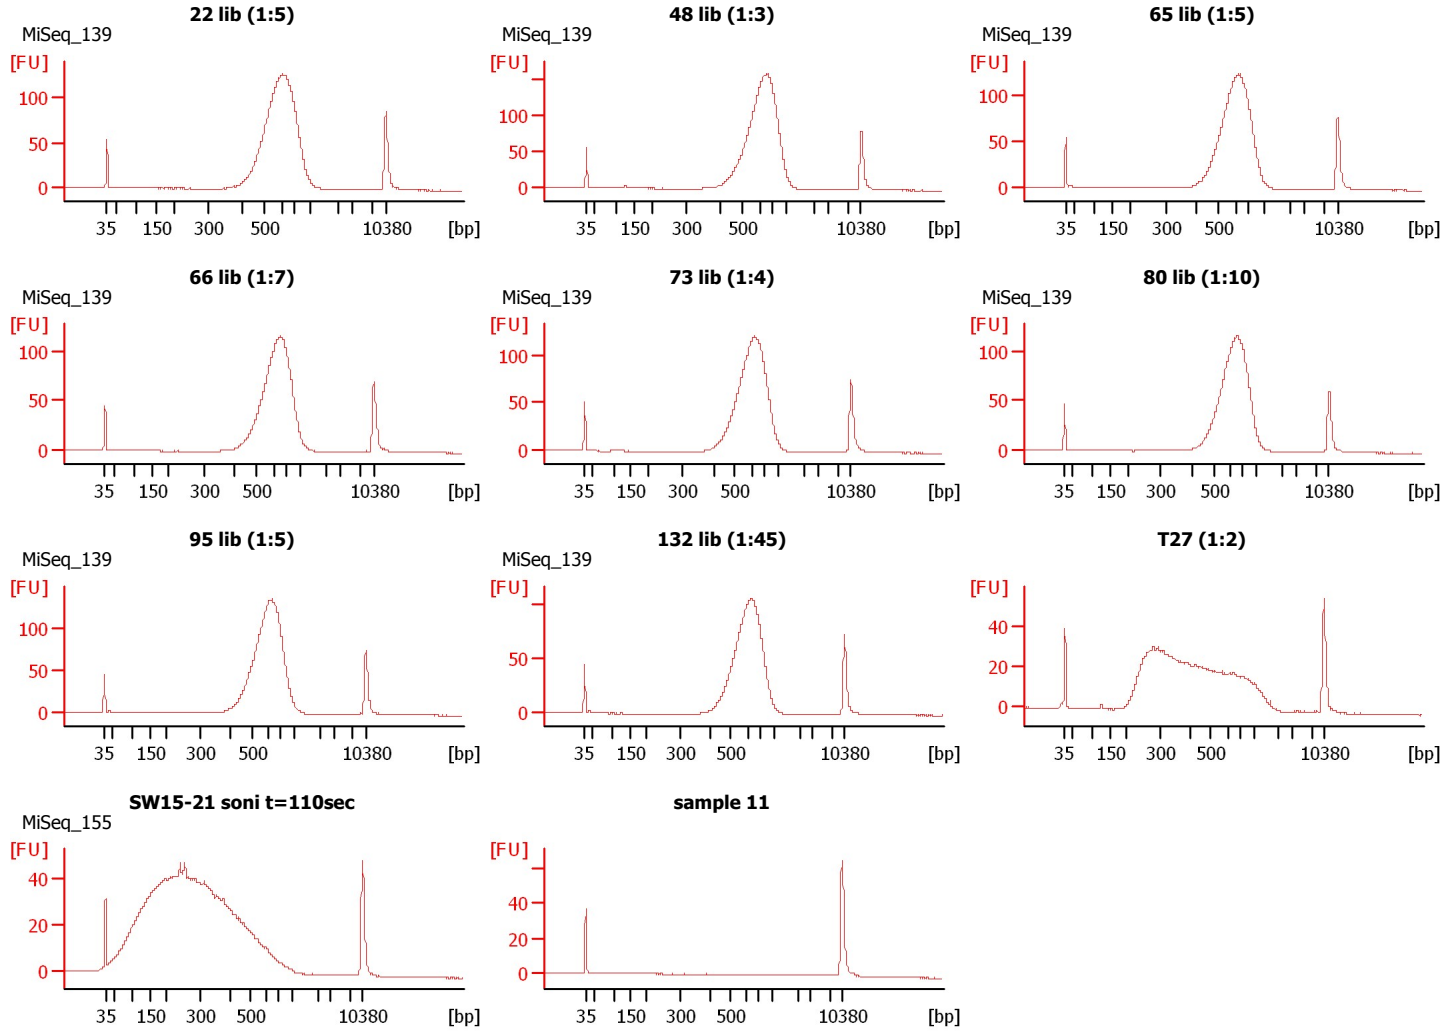 22 lib (1:5)
MiSeq_139
[FU]
100
50
0
35 150 300 500 10380 [bp]
48 lib (1:3)
MiSeq_139
[FU]
100
50
0
35 150 300 500 10380 [bp]
65 lib (1:5)
MiSeq_139
[FU]
100
50
0
35 150 300 500 10380 [bp]
66 lib (1:7)
MiSeq_139
[FU]
100
50
0
35 150 300 500 10380 [bp]
73 lib (1:4)
MiSeq_139
[FU]
100
50
0
35 150 300 500 10380 [bp]
80 lib (1:10)
MiSeq_139
[FU]
100
50
0
35 150 300 500 10380 [bp]
95 lib (1:5)
MiSeq_139
[FU]
100
50
0
35 150 300 500 10380 [bp]
132 lib (1:45)
MiSeq_139
[FU]
50
0
35 150 300 500 10380 [bp]
T27 (1:2)
[FU]
40
20
0
35 150 300 500 10380 [bp]
SW15-21 soni t=110sec
MiSeq_155
[FU]
40
20
0
35 150 300 500 10380 [bp]
sample 11
[FU]
40
20
0
35 150 300 500 10380 [bp]